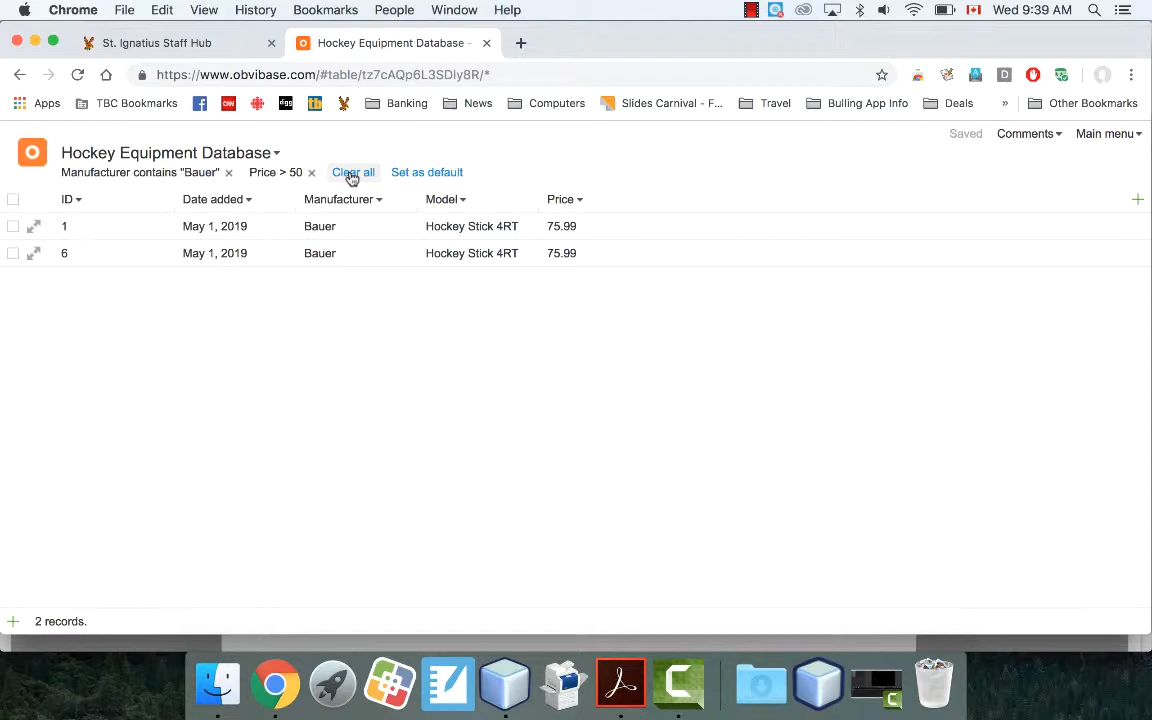 Chrome File Edit View History Bookmarks People Window Help Wed 9:39 AM
St. Ignatius Staff Hub Hockey Equipment Database -
https://www.obvibase.com/#table/tz7cAQp6L3SDly8R/*
Apps TBC Bookmarks CNN digg tb Banking News Computers Slides Carnival - F... Travel Bulling App Info Deals » Other Bookmarks
Saved Comments Main menu
Hockey Equipment Database
Manufacturer contains "Bauer" × Price > 50 × Clear all Set as default
ID Date added Manufacturer Model Price
1 May 1, 2019 Bauer Hockey Stick 4RT 75.99
6 May 1, 2019 Bauer Hockey Stick 4RT 75.99
2 records.